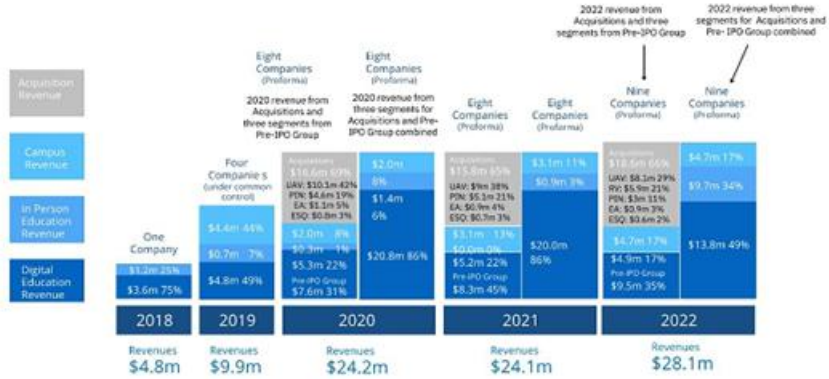 2022 revenue from
Acquisitions and three
segments from Pre-IPO Group
2022 revenue from three
segments for Acquisitions and
Pre- IPO Group combined
Acquisition
Revenue
Campus
Revenue
In Person
Education
Revenue
Digital
Education
Revenue
One
Company
$1.2m 25%
$3.6m 75%
2018
Revenues
$4.8m
Four
Companie s
(under common
control)
$4.4m 44%
$0.7m 7%
$4.8m 49%
2019
Revenues
$9.9m
Eight
Companies
(Proforma)
2020 revenue from
Acquisitions and
three segments from
Pre-IPO Group
Acquisitions
$16.6m 69%
UAV: $10.1m 42%
PIN: $4.6m 19%
EA: $1.1m 5%
ESQ: $0.8m 3%
$2.0m 8%
$0.3m 1%
$5.3m 22%
Pre-IPO Group
$7.6m 31%
Eight
Companies
(Proforma)
2020 revenue from
three segments for
Acquisitions and Pre-
IPO Group combined
$2.0m
8%
$1.4m
6%
$20.8m 86%
2020
Revenues
$24.2m
Eight
Companies
(Proforma)
Acquisitions
$15.8m 65%
UAV: $9m 38%
PIN: $5.1m 21%
EA: $0.9m 4%
ESQ: $0.7m 3%
$3.1m 13%
$0.0m 0%
$5.2m 22%
Pre-IPO Group
$8.3m 45%
Eight
Companies
(Proforma)
$3.1m 11%
$0.9m 3%
$20.0m
86%
2021
Revenues
$24.1m
Nine
Companies
(Proforma)
Acquisitions
$18.6m 66%
UAV: $8.1m 29%
RV: $5.9m 21%
PIN: $3m 11%
EA: $0.9m 3%
ESQ: $0.6m 2%
$4.7m 17%
$4.9m 17%
Pre-IPO Group
$9.5m 35%
Nine
Companies
(Proforma)
$4.7m 17%
$9.7m 34%
$13.8m 49%
2022
Revenues
$28.1m